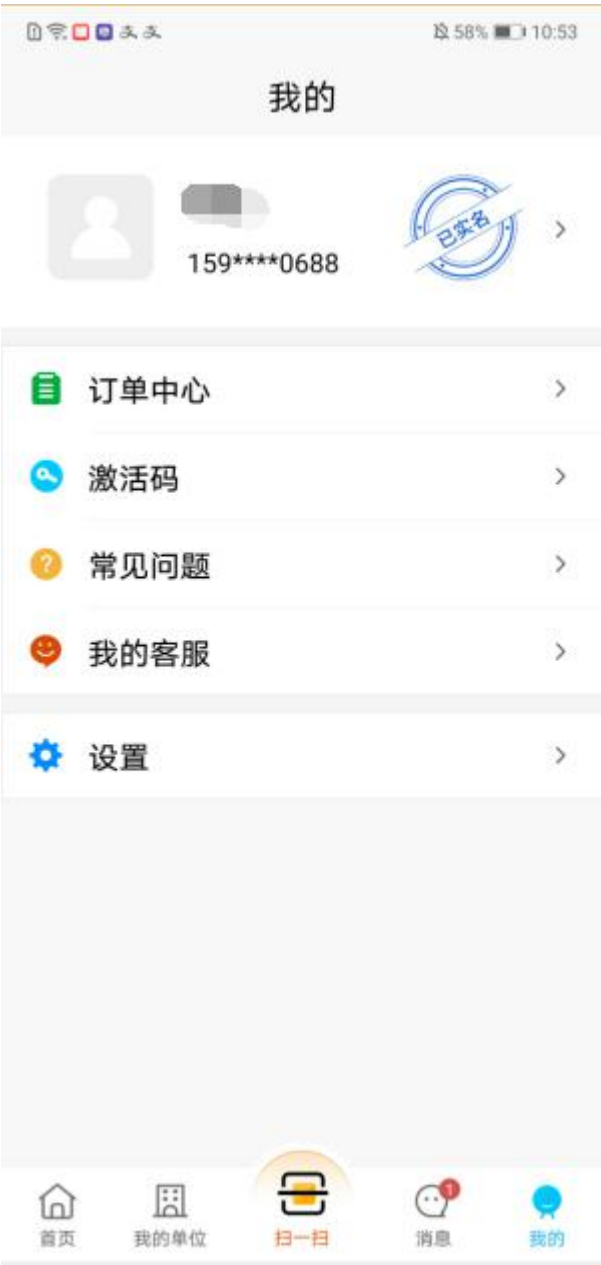 58% 10:53
我的
159****0688
已实名
订单中心
激活码
常见问题
我的客服
设置
1
首页
我的单位
扫一扫
消息
我的